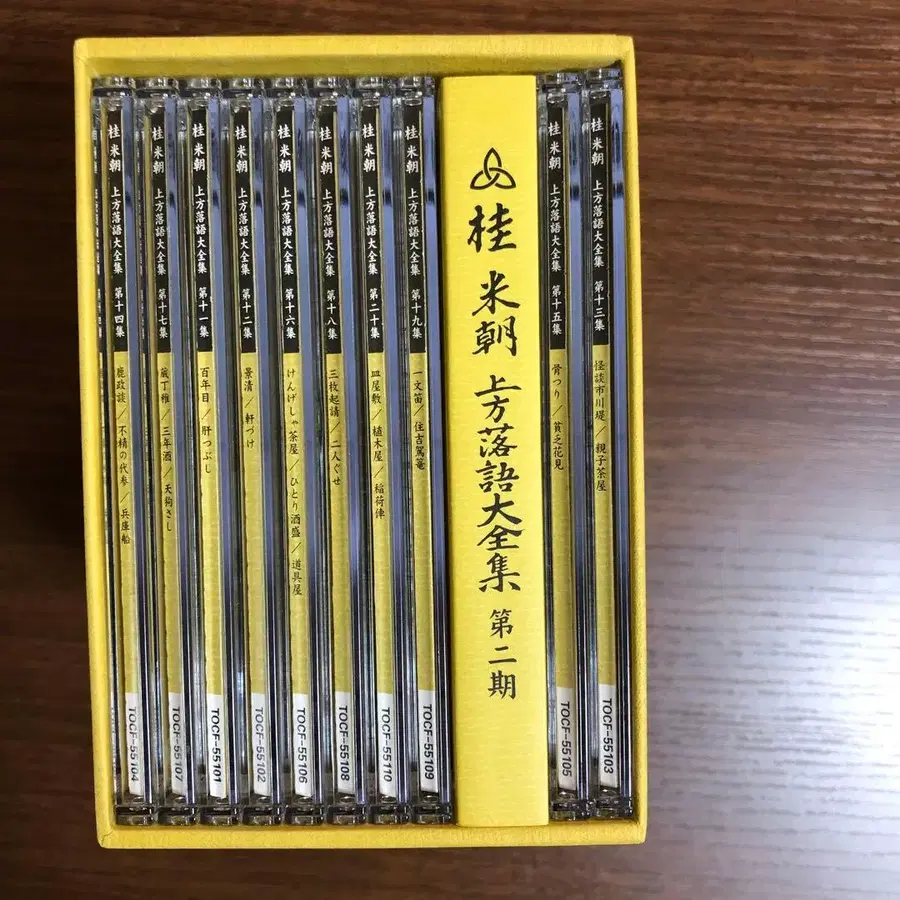 桂 米朝 上方落語大全集 第十四集 鹿政談／不精の代参／兵庫船 TOCF-55104
桂 米朝 上方落語大全集 第十七集 蔵丁稚／三年酒／天狗さし TOCF-55107
桂 米朝 上方落語大全集 第十一集 百年目／肝つぶし TOCF-55101
桂 米朝 上方落語大全集 第十二集 景清／軒づけ TOCF-55102
桂 米朝 上方落語大全集 第十六集 けんげしゃ茶屋／ひとり酒盛／道具屋 TOCF-55106
桂 米朝 上方落語大全集 第十八集 三枚起請／二人ぐせ TOCF-55108
桂 米朝 上方落語大全集 第二十集 皿屋敷／植木屋／稲荷俥 TOCF-55110
桂 米朝 上方落語大全集 第十九集 一文笛／住吉駕篭 TOCF-55109
桂 米朝 上方落語大全集 第二期
桂 米朝 上方落語大全集 第十五集 骨つり／貧乏花見 TOCF-55105
桂 米朝 上方落語大全集 第十三集 怪談市川堤／親子茶屋 TOCF-55103